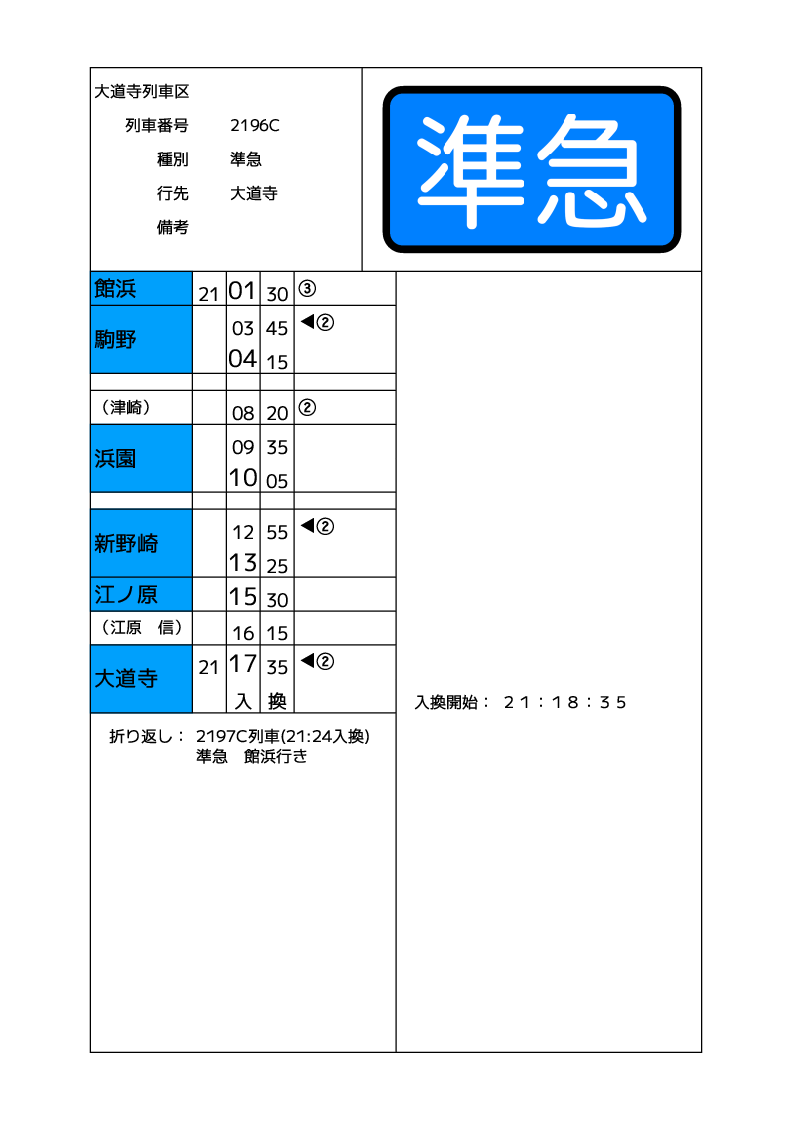 大道寺列車区
列車番号 2196C
種別 準急
行先 大道寺
備考
準急
館浜 21 01 30 ③
03 45 ◀②
駒野
04 15
（津崎） 08 20 ②
09 35
浜園
10 05
12 55 ◀②
新野崎
13 25
江ノ原 15 30
（江原　信） 16 15
21 17 35 ◀②
大道寺
入 換
入換開始： ２１：１８：３５
折り返し： 2197C列車(21:24入換)
準急　館浜行き